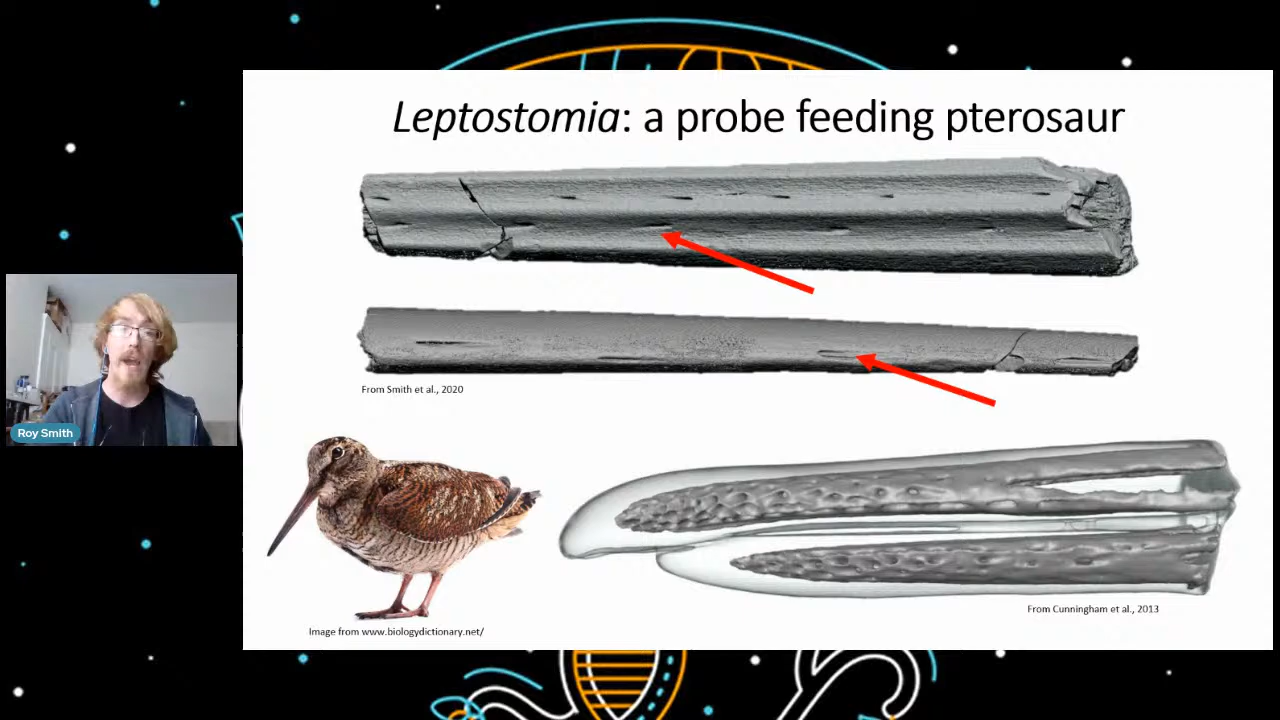 Leptostomia: a probe feeding pterosaur
From Smith et al., 2020
Roy Smith
From Cunningham et al., 2013
Image from www.biologydictionary.net/